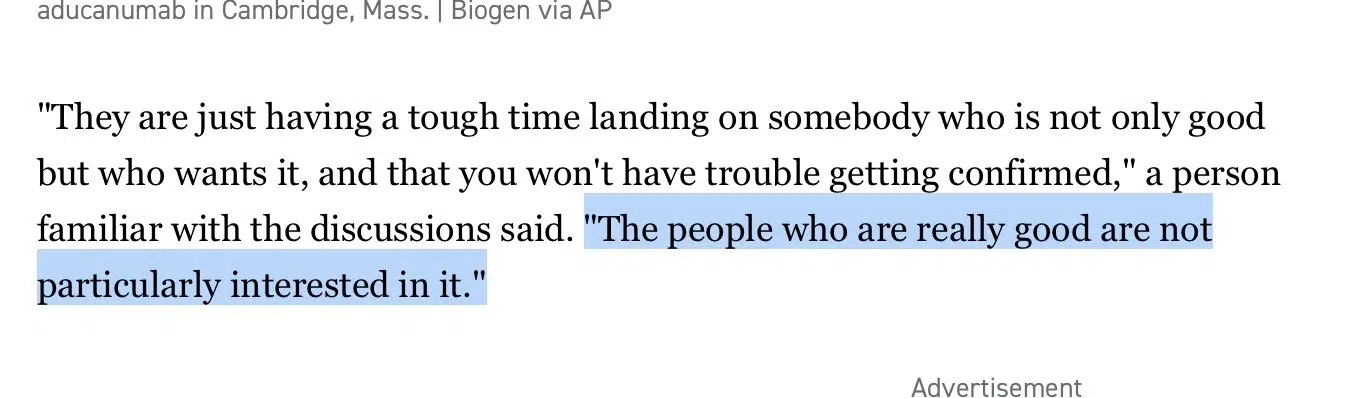 aducanumab in Cambridge, Mass. | Biogen via AP
"They are just having a tough time landing on somebody who is not only good
but who wants it, and that you won't have trouble getting confirmed," a person
familiar with the discussions said. "The people who are really good are not
particularly interested in it."
Advertisement